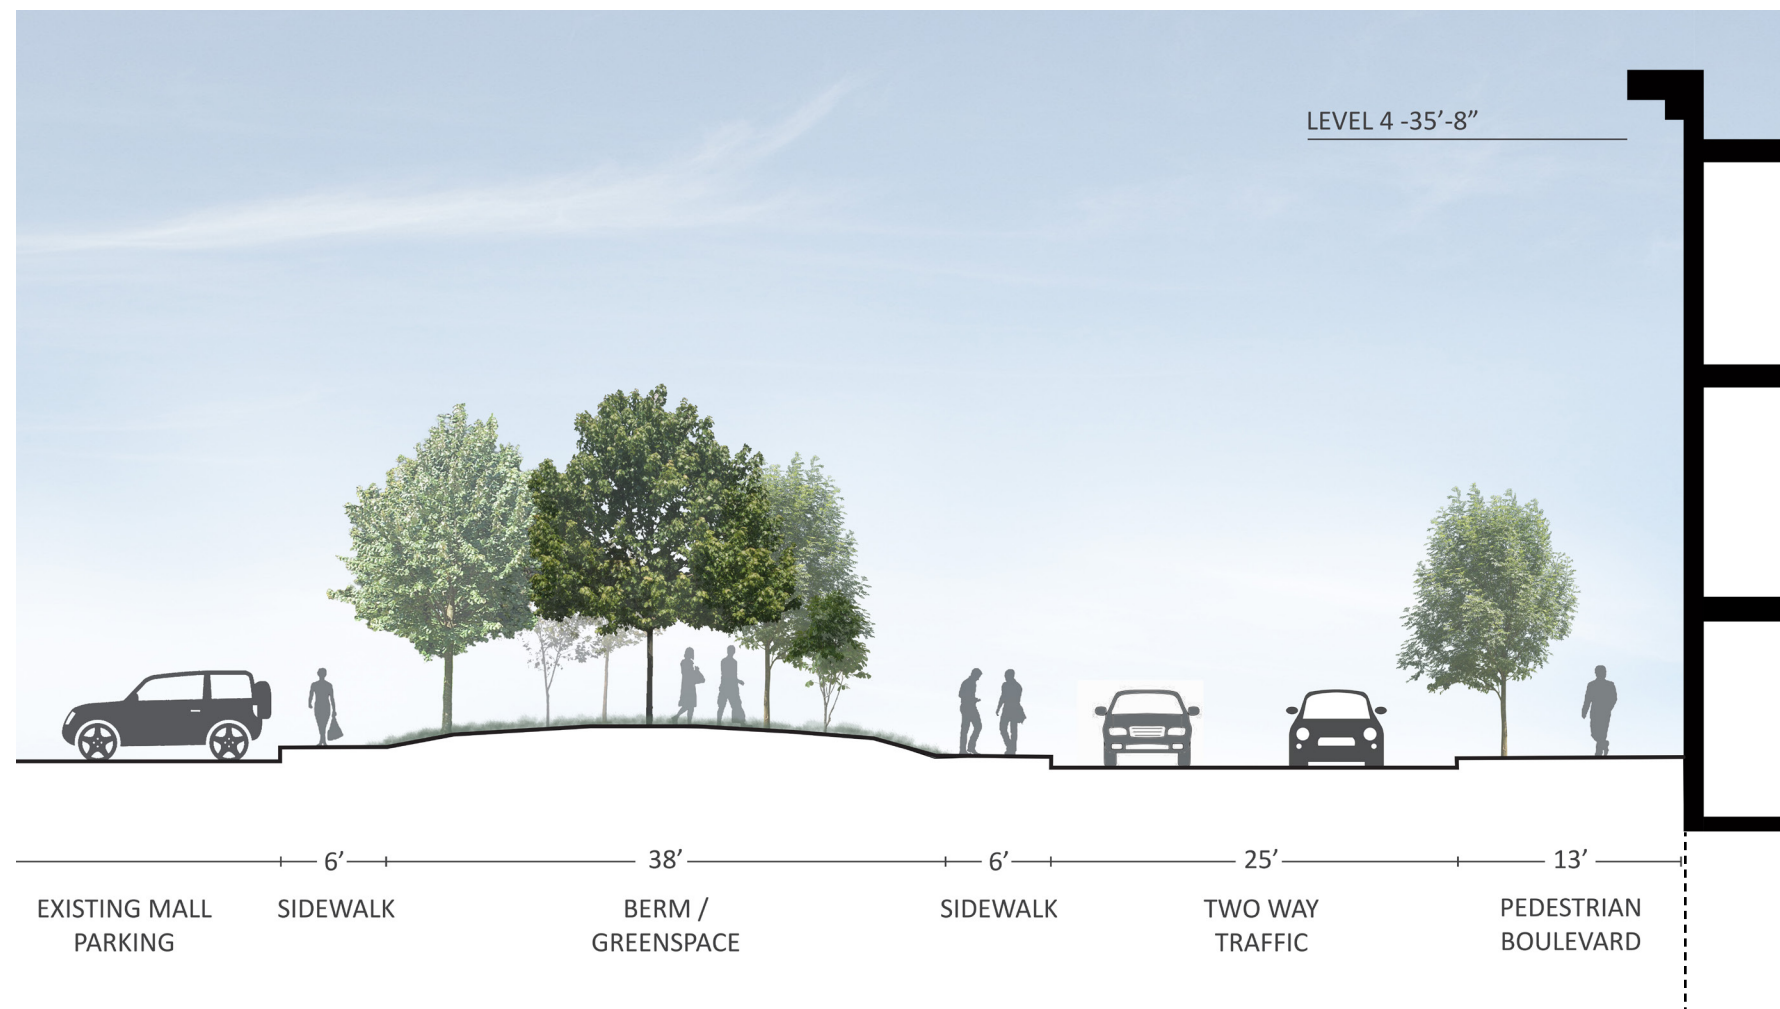 LEVEL 4 -35’-8”
6’
38’
6’
25’
13’
EXISTING MALL
PARKING
SIDEWALK
BERM /
GREENSPACE
SIDEWALK
TWO WAY
TRAFFIC
PEDESTRIAN
BOULEVARD